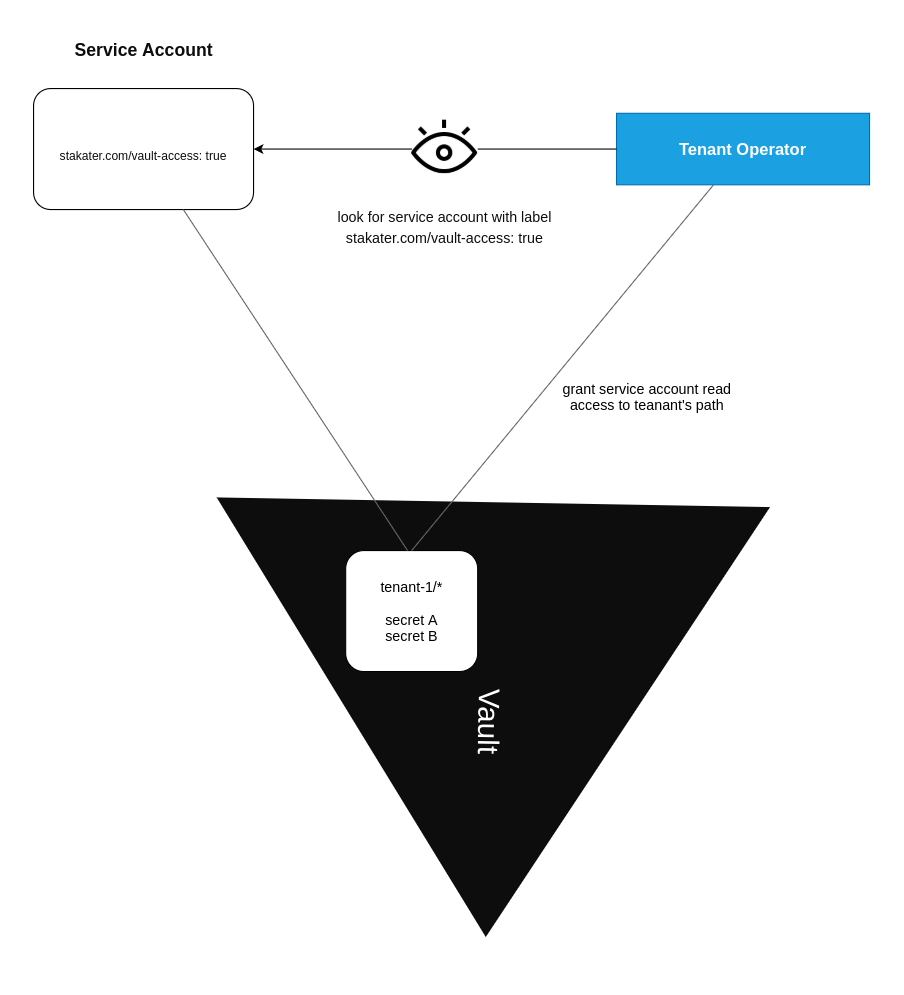 Service Account
stakater.com/vault-access: true
Tenant Operator
look for service account with label
stakater.com/vault-access: true
grant service account read
access to teanant's path
tenant-1/*
secret A
secret B
Vault